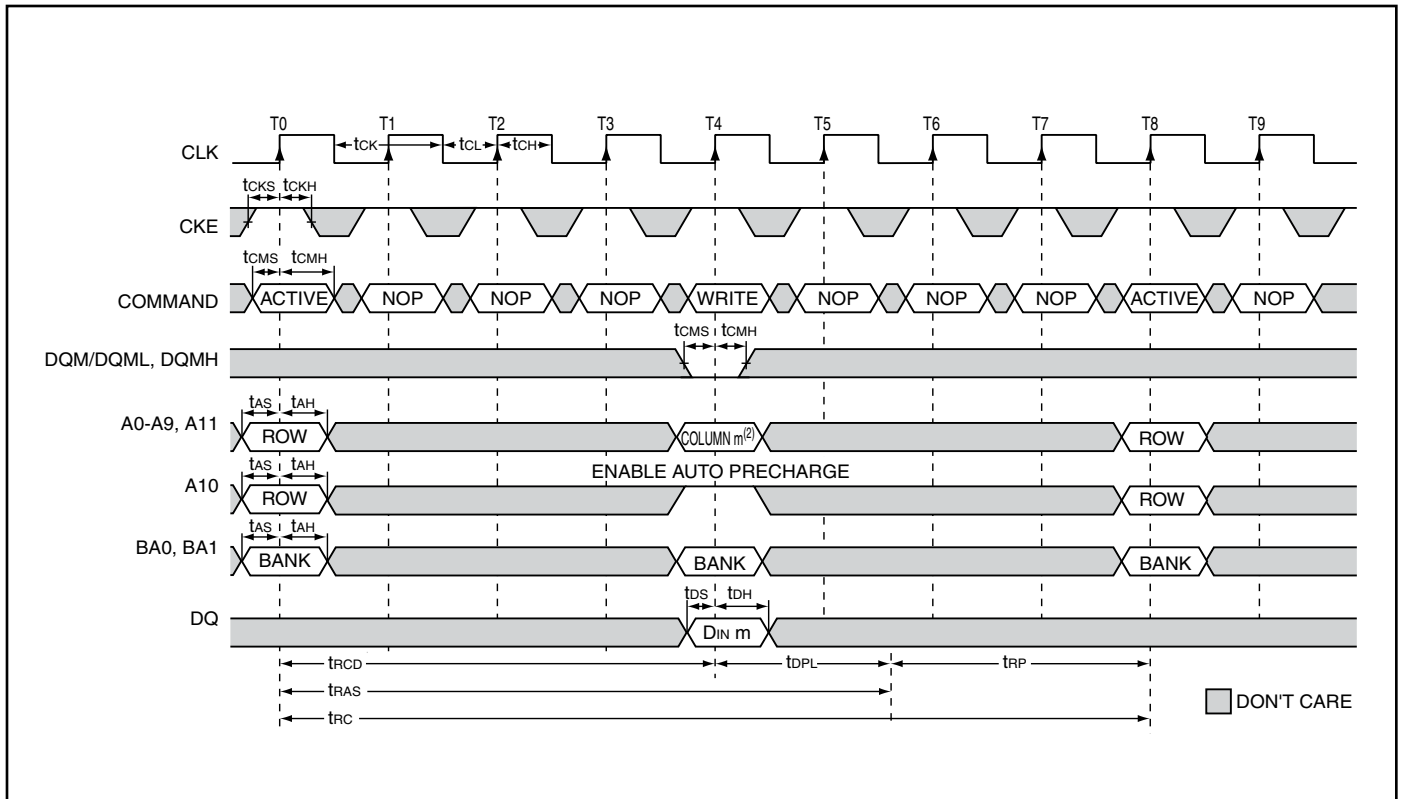 T0 T1 T2 T3 T4 T5 T6 T7 T8 T9
CLK tCK tCL tCH
tCKS tCKH
CKE
tCMS tCMH
COMMAND ACTIVE NOP NOP NOP WRITE NOP NOP NOP ACTIVE NOP
tCMS tCMH
DQM/DQML, DQMH
tAS tAH
A0-A9, A11 ROW COLUMN m(2) ROW
tAS tAH ENABLE AUTO PRECHARGE
A10 ROW ROW
tAS tAH
BA0, BA1 BANK BANK BANK
tDS tDH
DQ DIN m
tRCD tDPL tRP
tRAS
DON'T CARE
tRC